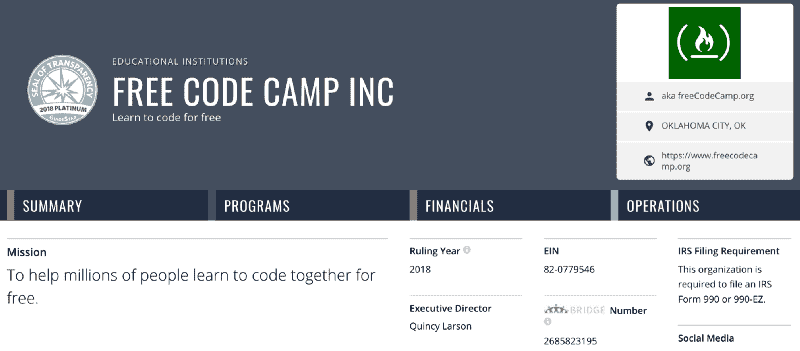 EDUCATIONAL INSTITUTIONS
SEAL OF TRANSPARENCY
2018 PLATINUM
GuideStar
FREE CODE CAMP INC
Learn to code for free
aka freeCodeCamp.org
OKLAHOMA CITY, OK
https://www.freecodeca
mp.org
SUMMARY
PROGRAMS
FINANCIALS
OPERATIONS
Mission
To help millions of people learn to code together for
free.
Ruling Year
2018
Executive Director
Quincy Larson
EIN
82-0779546
BRIDGE Number
2685823195
IRS Filing Requirement
This organization is
required to file an IRS
Form 990 or 990-EZ.
Social Media